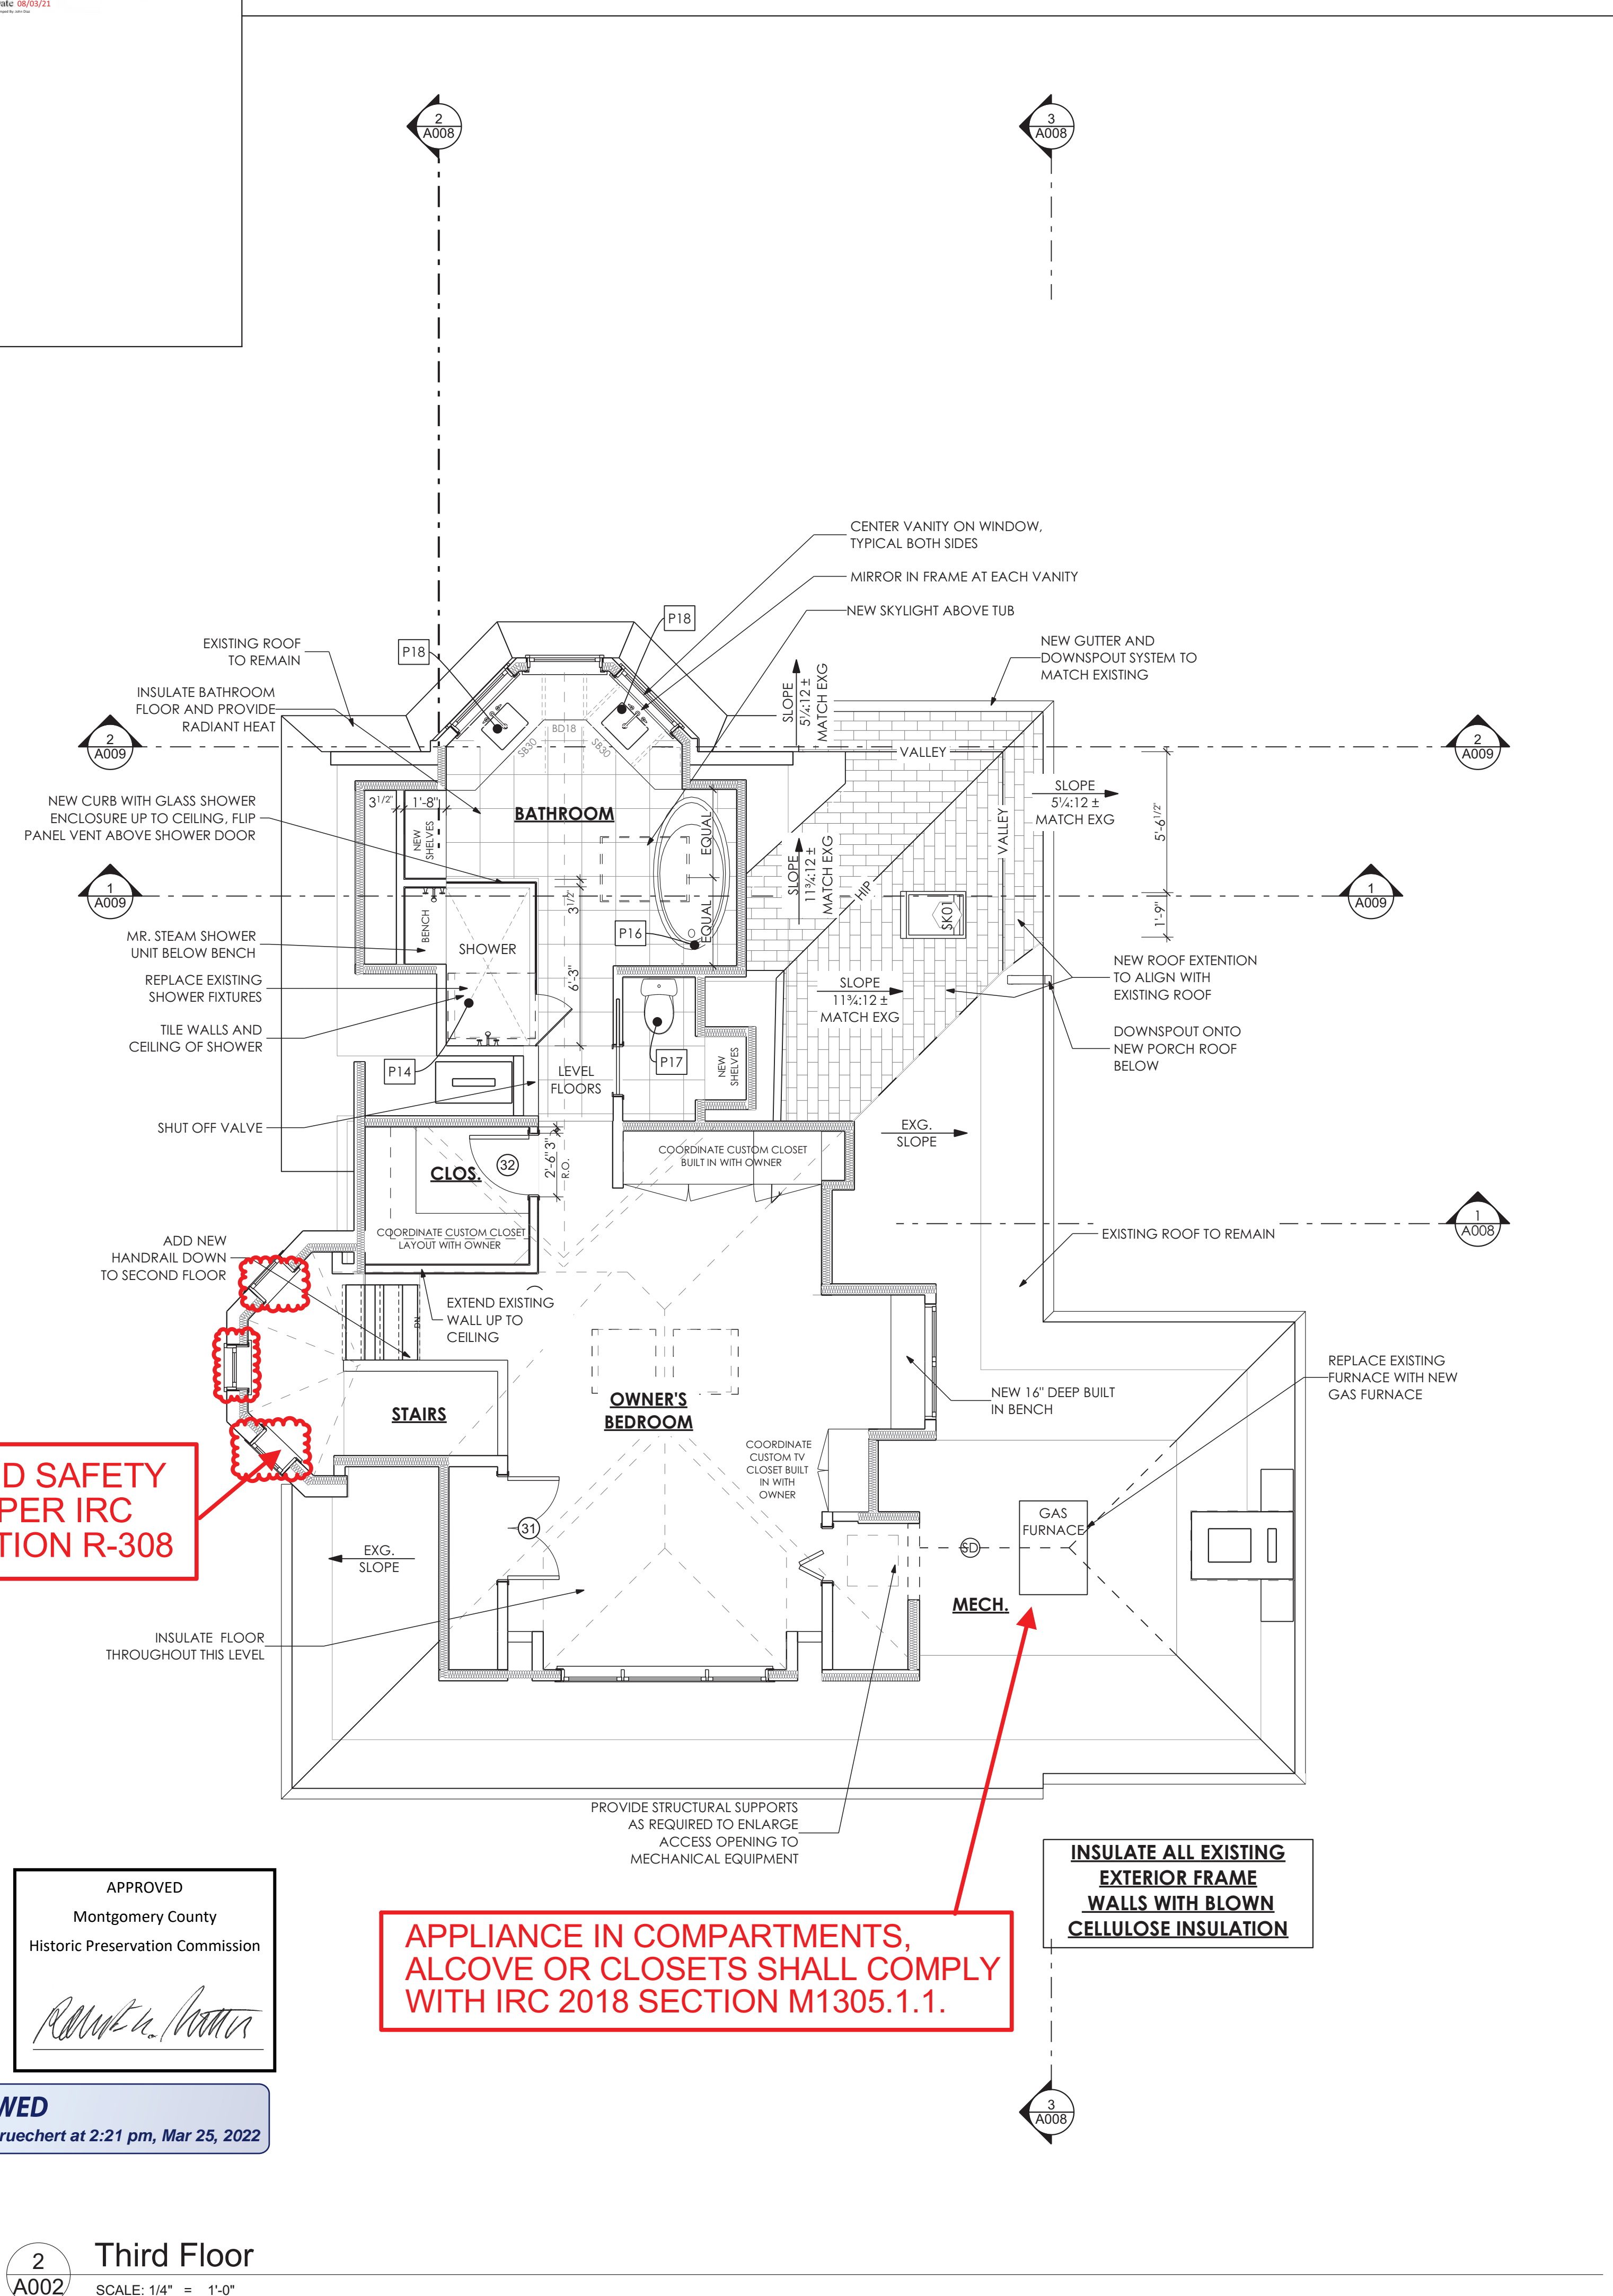 08/03/21
2
A008
3
A008
CENTER VANITY ON WINDOW,
TYPICAL BOTH SIDES
MIRROR IN FRAME AT EACH VANITY
NEW SKYLIGHT ABOVE TUB
P18
P18
EXISTING ROOF
TO REMAIN
INSULATE BATHROOM
FLOOR AND PROVIDE
RADIANT HEAT
NEW GUTTER AND
DOWNSPOUT SYSTEM TO
MATCH EXISTING
SLOPE
5¼:12 ±
MATCH EXG
2
A009
2
A009
SB30
BD18
SB30
VALLEY
VALLEY
SLOPE
5¼:12 ±
MATCH EXG
5'-6 1/2"
NEW CURB WITH GLASS SHOWER
ENCLOSURE UP TO CEILING, FLIP
PANEL VENT ABOVE SHOWER DOOR
3 1/2"
1'-8"
BATHROOM
NEW
SHELVES
EQUAL
EQUAL
SLOPE
11¾:12 ±
MATCH EXG
HIP
SK01
1'-9"
1
A009
1
A009
BENCH
SHOWER
3 1/2"
6'-3"
P16
MR. STEAM SHOWER
UNIT BELOW BENCH
REPLACE EXISTING
SHOWER FIXTURES
TILE WALLS AND
CEILING OF SHOWER
SLOPE
11¾:12 ±
MATCH EXG
NEW ROOF EXTENTION
TO ALIGN WITH
EXISTING ROOF
DOWNSPOUT ONTO
NEW PORCH ROOF
BELOW
P14
P17
LEVEL
FLOORS
NEW
SHELVES
SHUT OFF VALVE
EXG.
SLOPE
CLOS.
32
2'-6"
3"
R.O.
COORDINATE CUSTOM CLOSET
BUILT IN WITH OWNER
COORDINATE CUSTOM CLOSET
LAYOUT WITH OWNER
1
A008
EXISTING ROOF TO REMAIN
ADD NEW
HANDRAIL DOWN
TO SECOND FLOOR
DN
EXTEND EXISTING
WALL UP TO
CEILING
STAIRS
OWNER'S
BEDROOM
NEW 16" DEEP BUILT
IN BENCH
REPLACE EXISTING
FURNACE WITH NEW
GAS FURNACE
COORDINATE
CUSTOM TV
CLOSET BUILT
IN WITH
OWNER
D SAFETY
PER IRC
TION R-308
31
EXG.
SLOPE
GAS
FURNACE
SD
MECH.
INSULATE FLOOR
THROUGHOUT THIS LEVEL
PROVIDE STRUCTURAL SUPPORTS
AS REQUIRED TO ENLARGE
ACCESS OPENING TO
MECHANICAL EQUIPMENT
INSULATE ALL EXISTING
EXTERIOR FRAME
WALLS WITH BLOWN
CELLULOSE INSULATION
APPROVED
Montgomery County
Historic Preservation Commission
APPLIANCE IN COMPARTMENTS,
ALCOVE OR CLOSETS SHALL COMPLY
WITH IRC 2018 SECTION M1305.1.1.
WED
ruechert at 2:21 pm, Mar 25, 2022
3
A008
2
A002
Third Floor
SCALE: 1/4" = 1'-0"